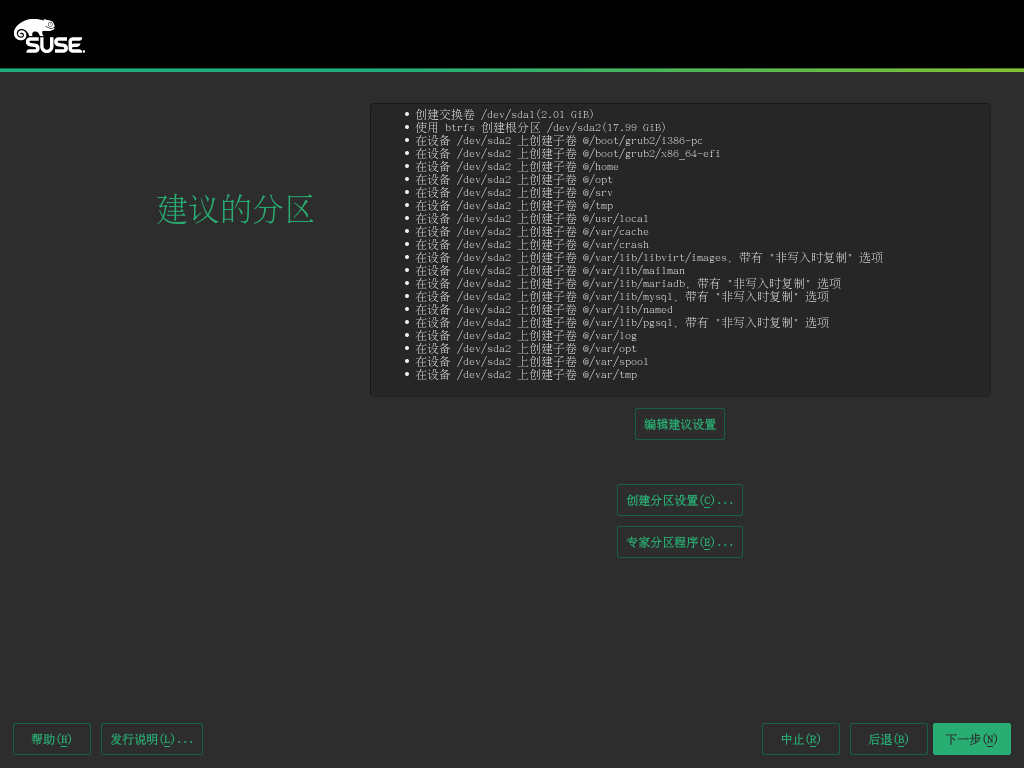 SUSE.
建议的分区
• 创建交换卷 /dev/sda1(2.01 GiB)
• 使用 btrfs 创建根分区 /dev/sda2(17.99 GiB)
• 在设备 /dev/sda2 上创建子卷 @/boot/grub2/i386-pc
• 在设备 /dev/sda2 上创建子卷 @/boot/grub2/x86_64-efi
• 在设备 /dev/sda2 上创建子卷 @/home
• 在设备 /dev/sda2 上创建子卷 @/opt
• 在设备 /dev/sda2 上创建子卷 @/srv
• 在设备 /dev/sda2 上创建子卷 @/tmp
• 在设备 /dev/sda2 上创建子卷 @/usr/local
• 在设备 /dev/sda2 上创建子卷 @/var/cache
• 在设备 /dev/sda2 上创建子卷 @/var/crash
• 在设备 /dev/sda2 上创建子卷 @/var/lib/libvirt/images，带有 "非写入时复制" 选项
• 在设备 /dev/sda2 上创建子卷 @/var/lib/mailman
• 在设备 /dev/sda2 上创建子卷 @/var/lib/mariadb，带有 "非写入时复制" 选项
• 在设备 /dev/sda2 上创建子卷 @/var/lib/mysql，带有 "非写入时复制" 选项
• 在设备 /dev/sda2 上创建子卷 @/var/lib/named
• 在设备 /dev/sda2 上创建子卷 @/var/lib/pgsql，带有 "非写入时复制" 选项
• 在设备 /dev/sda2 上创建子卷 @/var/log
• 在设备 /dev/sda2 上创建子卷 @/var/opt
• 在设备 /dev/sda2 上创建子卷 @/var/spool
• 在设备 /dev/sda2 上创建子卷 @/var/tmp
编辑建议设置
创建分区设置(C)...
专家分区程序(E)...
帮助(H) 发行说明(L)... 中止(R) 后退(B) 下一步(N)